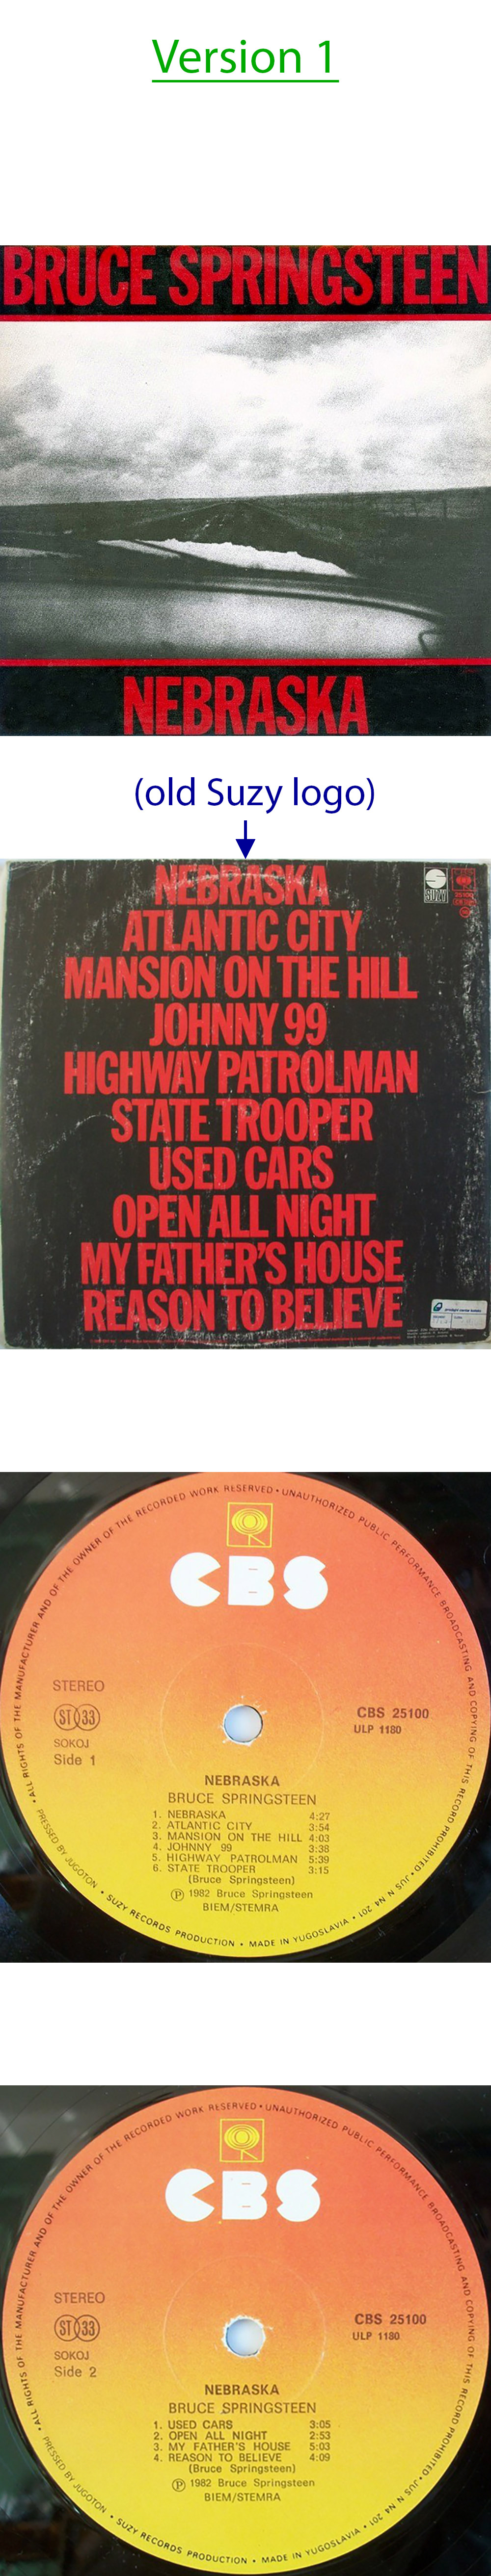 Version 1
BRUCE SPRINGSTEEN
NEBRASKA
(old Suzy logo)
NEBRASKA
ATLANTIC CITY
MANSION ON THE HILL
JOHNNY 99
HIGHWAY PATROLMAN
STATE TROOPER
USED CARS
OPEN ALL NIGHT
MY FATHER'S HOUSE
REASON TO BELIEVE
SUZY
• ALL RIGHTS OF THE MANUFACTURER AND OF THE OWNER OF THE RECORDED WORK RESERVED • UNAUTHORIZED PUBLIC PERFORMANCE BROADCASTING AND COPYING OF THIS RECORD PROHIBITED • JUS N N4 201 •
CBS
STEREO
ST 33
SOKOJ
Side 1
CBS 25100
ULP 1180
NEBRASKA
BRUCE SPRINGSTEEN
1. NEBRASKA 4:27
2. ATLANTIC CITY 3:54
3. MANSION ON THE HILL 4:03
4. JOHNNY 99 3:38
5. HIGHWAY PATROLMAN 5:39
6. STATE TROOPER 3:15
(Bruce Springsteen)
Ⓟ 1982 Bruce Springsteen
BIEM/STEMRA
PRESSED BY JUGOTON • SUZY RECORDS PRODUCTION • MADE IN YUGOSLAVIA •
• ALL RIGHTS OF THE MANUFACTURER AND OF THE OWNER OF THE RECORDED WORK RESERVED • UNAUTHORIZED PUBLIC PERFORMANCE BROADCASTING AND COPYING OF THIS RECORD PROHIBITED • JUS N N4 201 •
CBS
STEREO
ST 33
SOKOJ
Side 2
CBS 25100
ULP 1180
NEBRASKA
BRUCE SPRINGSTEEN
1. USED CARS 3:05
2. OPEN ALL NIGHT 2:53
3. MY FATHER'S HOUSE 5:03
4. REASON TO BELIEVE 4:09
(Bruce Springsteen)
Ⓟ 1982 Bruce Springsteen
BIEM/STEMRA
PRESSED BY JUGOTON • SUZY RECORDS PRODUCTION • MADE IN YUGOSLAVIA •